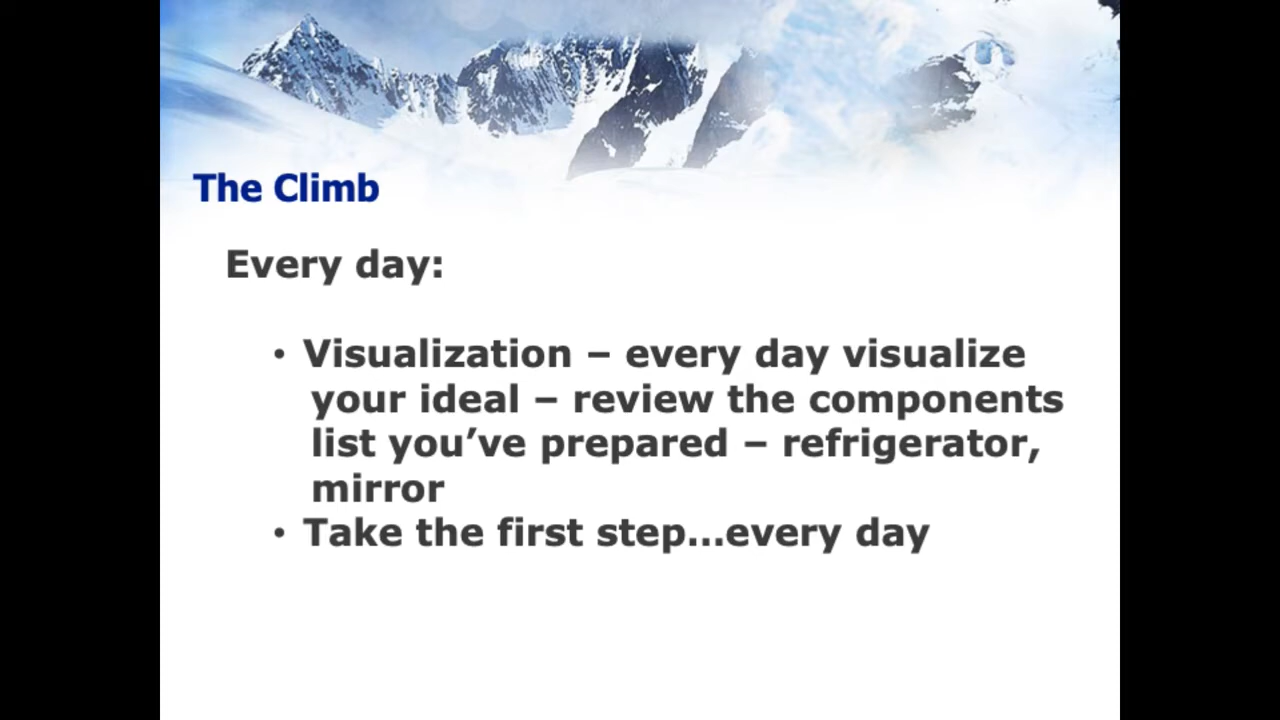 The Climb
Every day:
• Visualization – every day visualize
your ideal – review the components
list you’ve prepared – refrigerator,
mirror
• Take the first step...every day